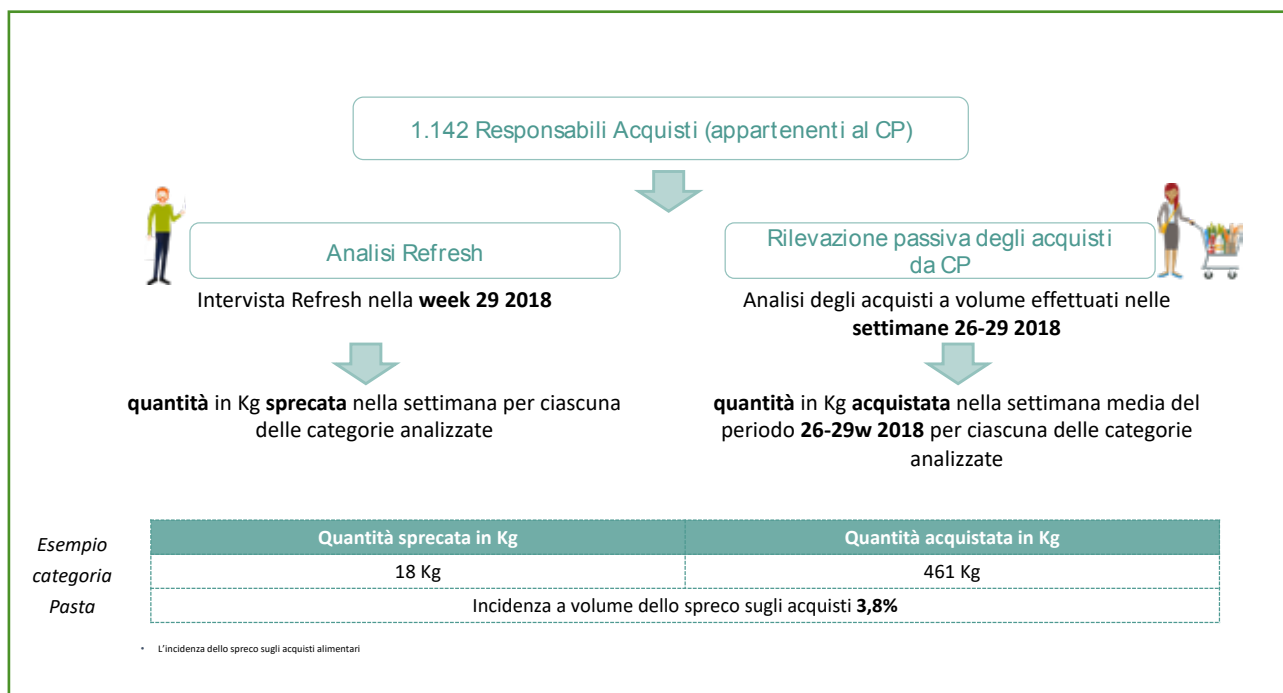 1.142 Responsabili Acquisti (appartenenti al CP)
Analisi Refresh
Rilevazione passiva degli acquisti
da CP
Intervista Refresh nella week 29 2018
Analisi degli acquisti a volume effettuati nelle
settimane 26-29 2018
quantità in Kg sprecata nella settimana per ciascuna
delle categorie analizzate
quantità in Kg acquistata nella settimana media del
periodo 26-29w 2018 per ciascuna delle categorie
analizzate
Esempio
categoria
Pasta
Quantità sprecata in Kg
Quantità acquistata in Kg
18 Kg
461 Kg
Incidenza a volume dello spreco sugli acquisti 3,8%
• L'incidenza dello spreco sugli acquisti alimentari